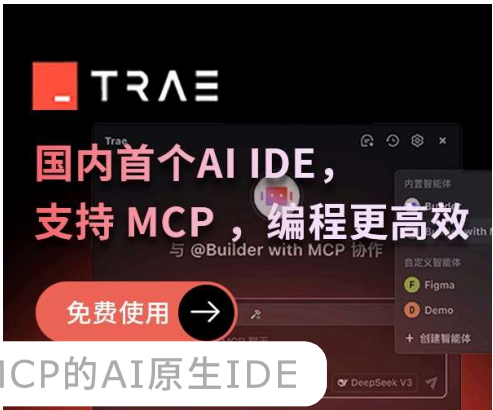 TRAE
Trae
国内首个AI IDE，
支持 MCP ，编程更高效
内置智能体
与 @Builder with MCP 协作
自定义智能体
F Figma
D Demo
+ 创建智能体
免费使用
DeepSeek V3
MCP的AI原生IDE